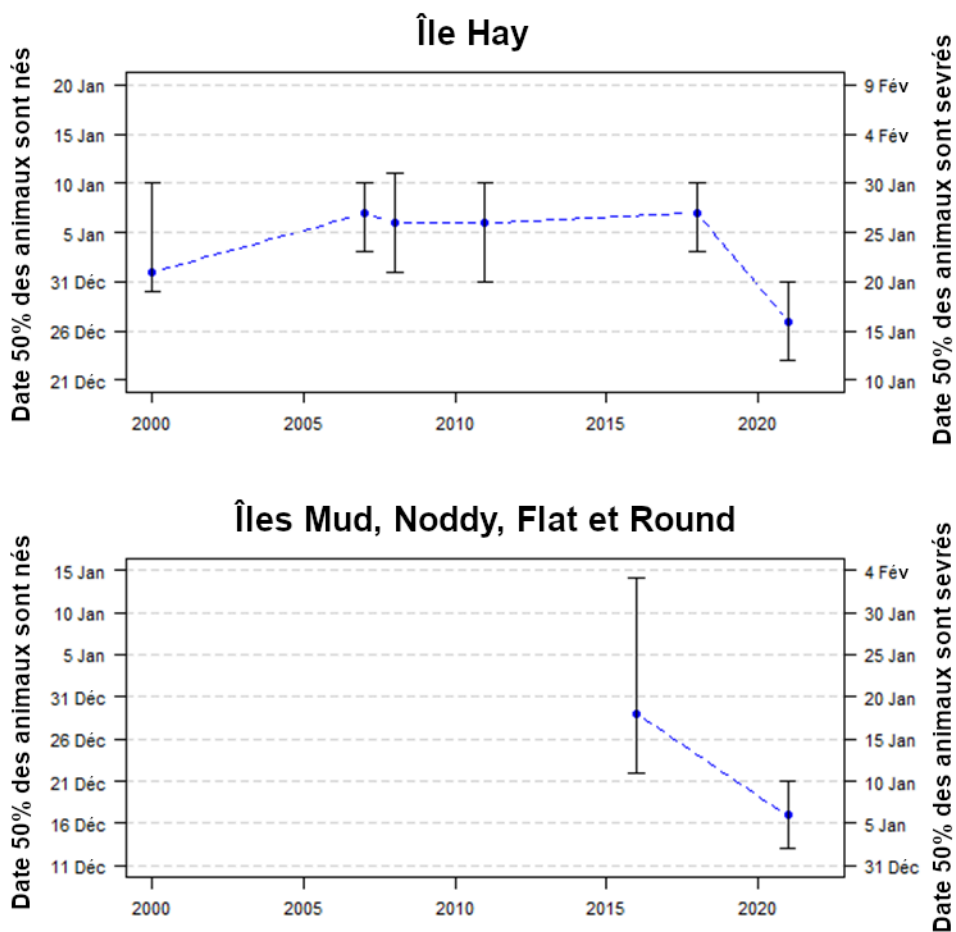 Île Hay
Date 50% des animaux sont nés
20 Jan
15 Jan
10 Jan
5 Jan
31 Déc
26 Déc
21 Déc
9 Fév
4 Fév
30 Jan
25 Jan
20 Jan
15 Jan
10 Jan
Date 50% des animaux sont sevrés
2000 2005 2010 2015 2020
Îles Mud, Noddy, Flat et Round
Date 50% des animaux sont nés
15 Jan
10 Jan
5 Jan
31 Déc
26 Déc
21 Déc
16 Déc
11 Déc
4 Fév
30 Jan
25 Jan
20 Jan
15 Jan
10 Jan
5 Jan
31 Déc
Date 50% des animaux sont sevrés
2000 2005 2010 2015 2020